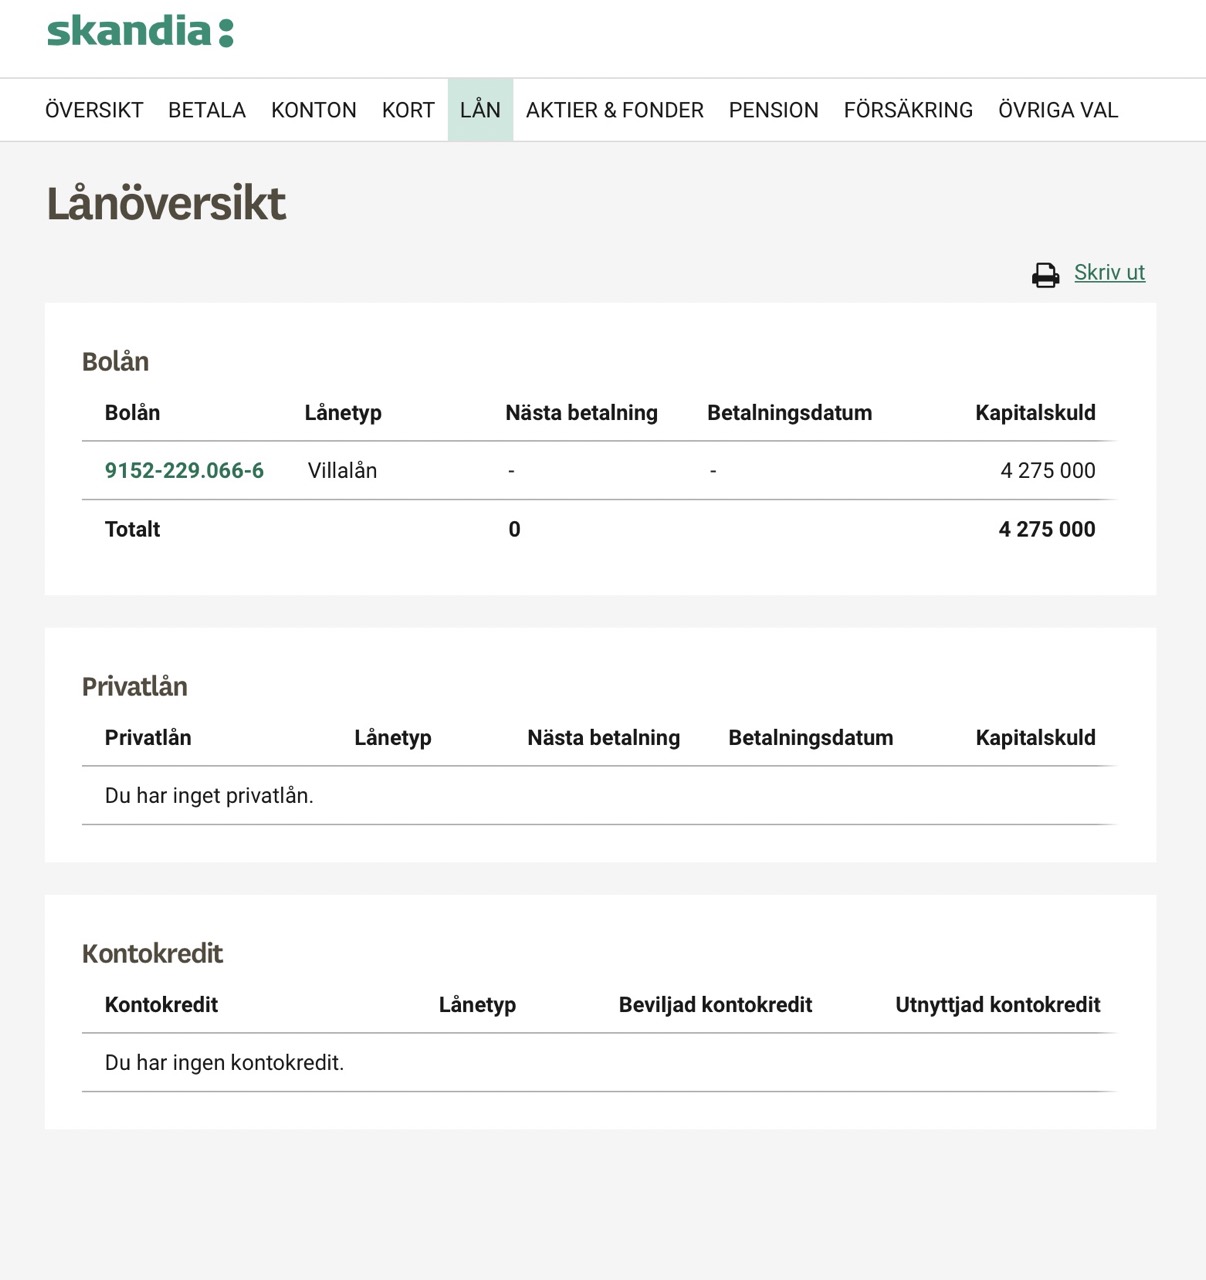 skandia:
ÖVERSIKT BETALA KONTON KORT LÅN AKTIER & FONDER PENSION FÖRSÄKRING ÖVRIGA VAL
Lånöversikt
Skriv ut
Bolån
Bolån Lånetyp Nästa betalning Betalningsdatum Kapitalskuld
9152-229.066-6 Villalån - - 4 275 000
Totalt 0 4 275 000
Privatlån
Privatlån Lånetyp Nästa betalning Betalningsdatum Kapitalskuld
Du har inget privatlån.
Kontokredit
Kontokredit Lånetyp Beviljad kontokredit Utnyttjad kontokredit
Du har ingen kontokredit.